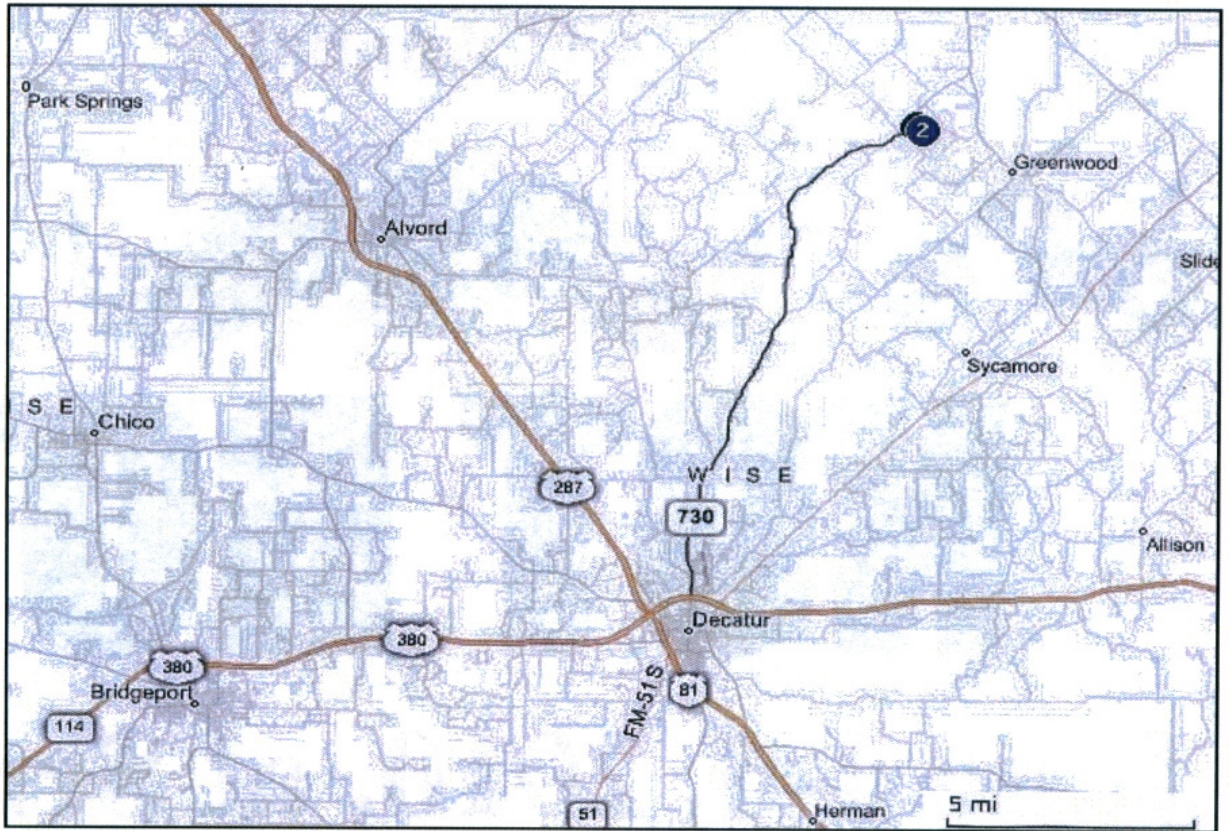 Park Springs
2
Greenwood
Alvord
Slide
Sycamore
I S E
Chico
W I S E
287
730
Allison
Decatur
380
380
Bridgeport
FM-51 S
81
114
51
Herman
5 mi